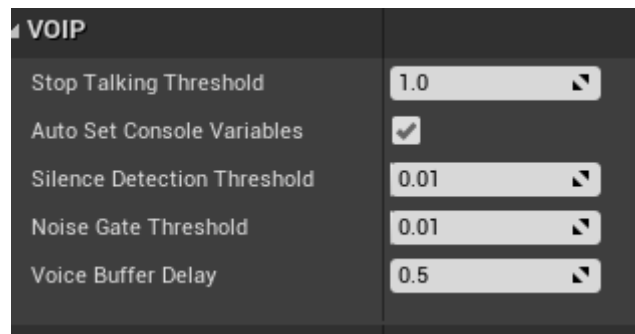 VOIP
Stop Talking Threshold 1.0
Auto Set Console Variables
Silence Detection Threshold 0.01
Noise Gate Threshold 0.01
Voice Buffer Delay 0.5